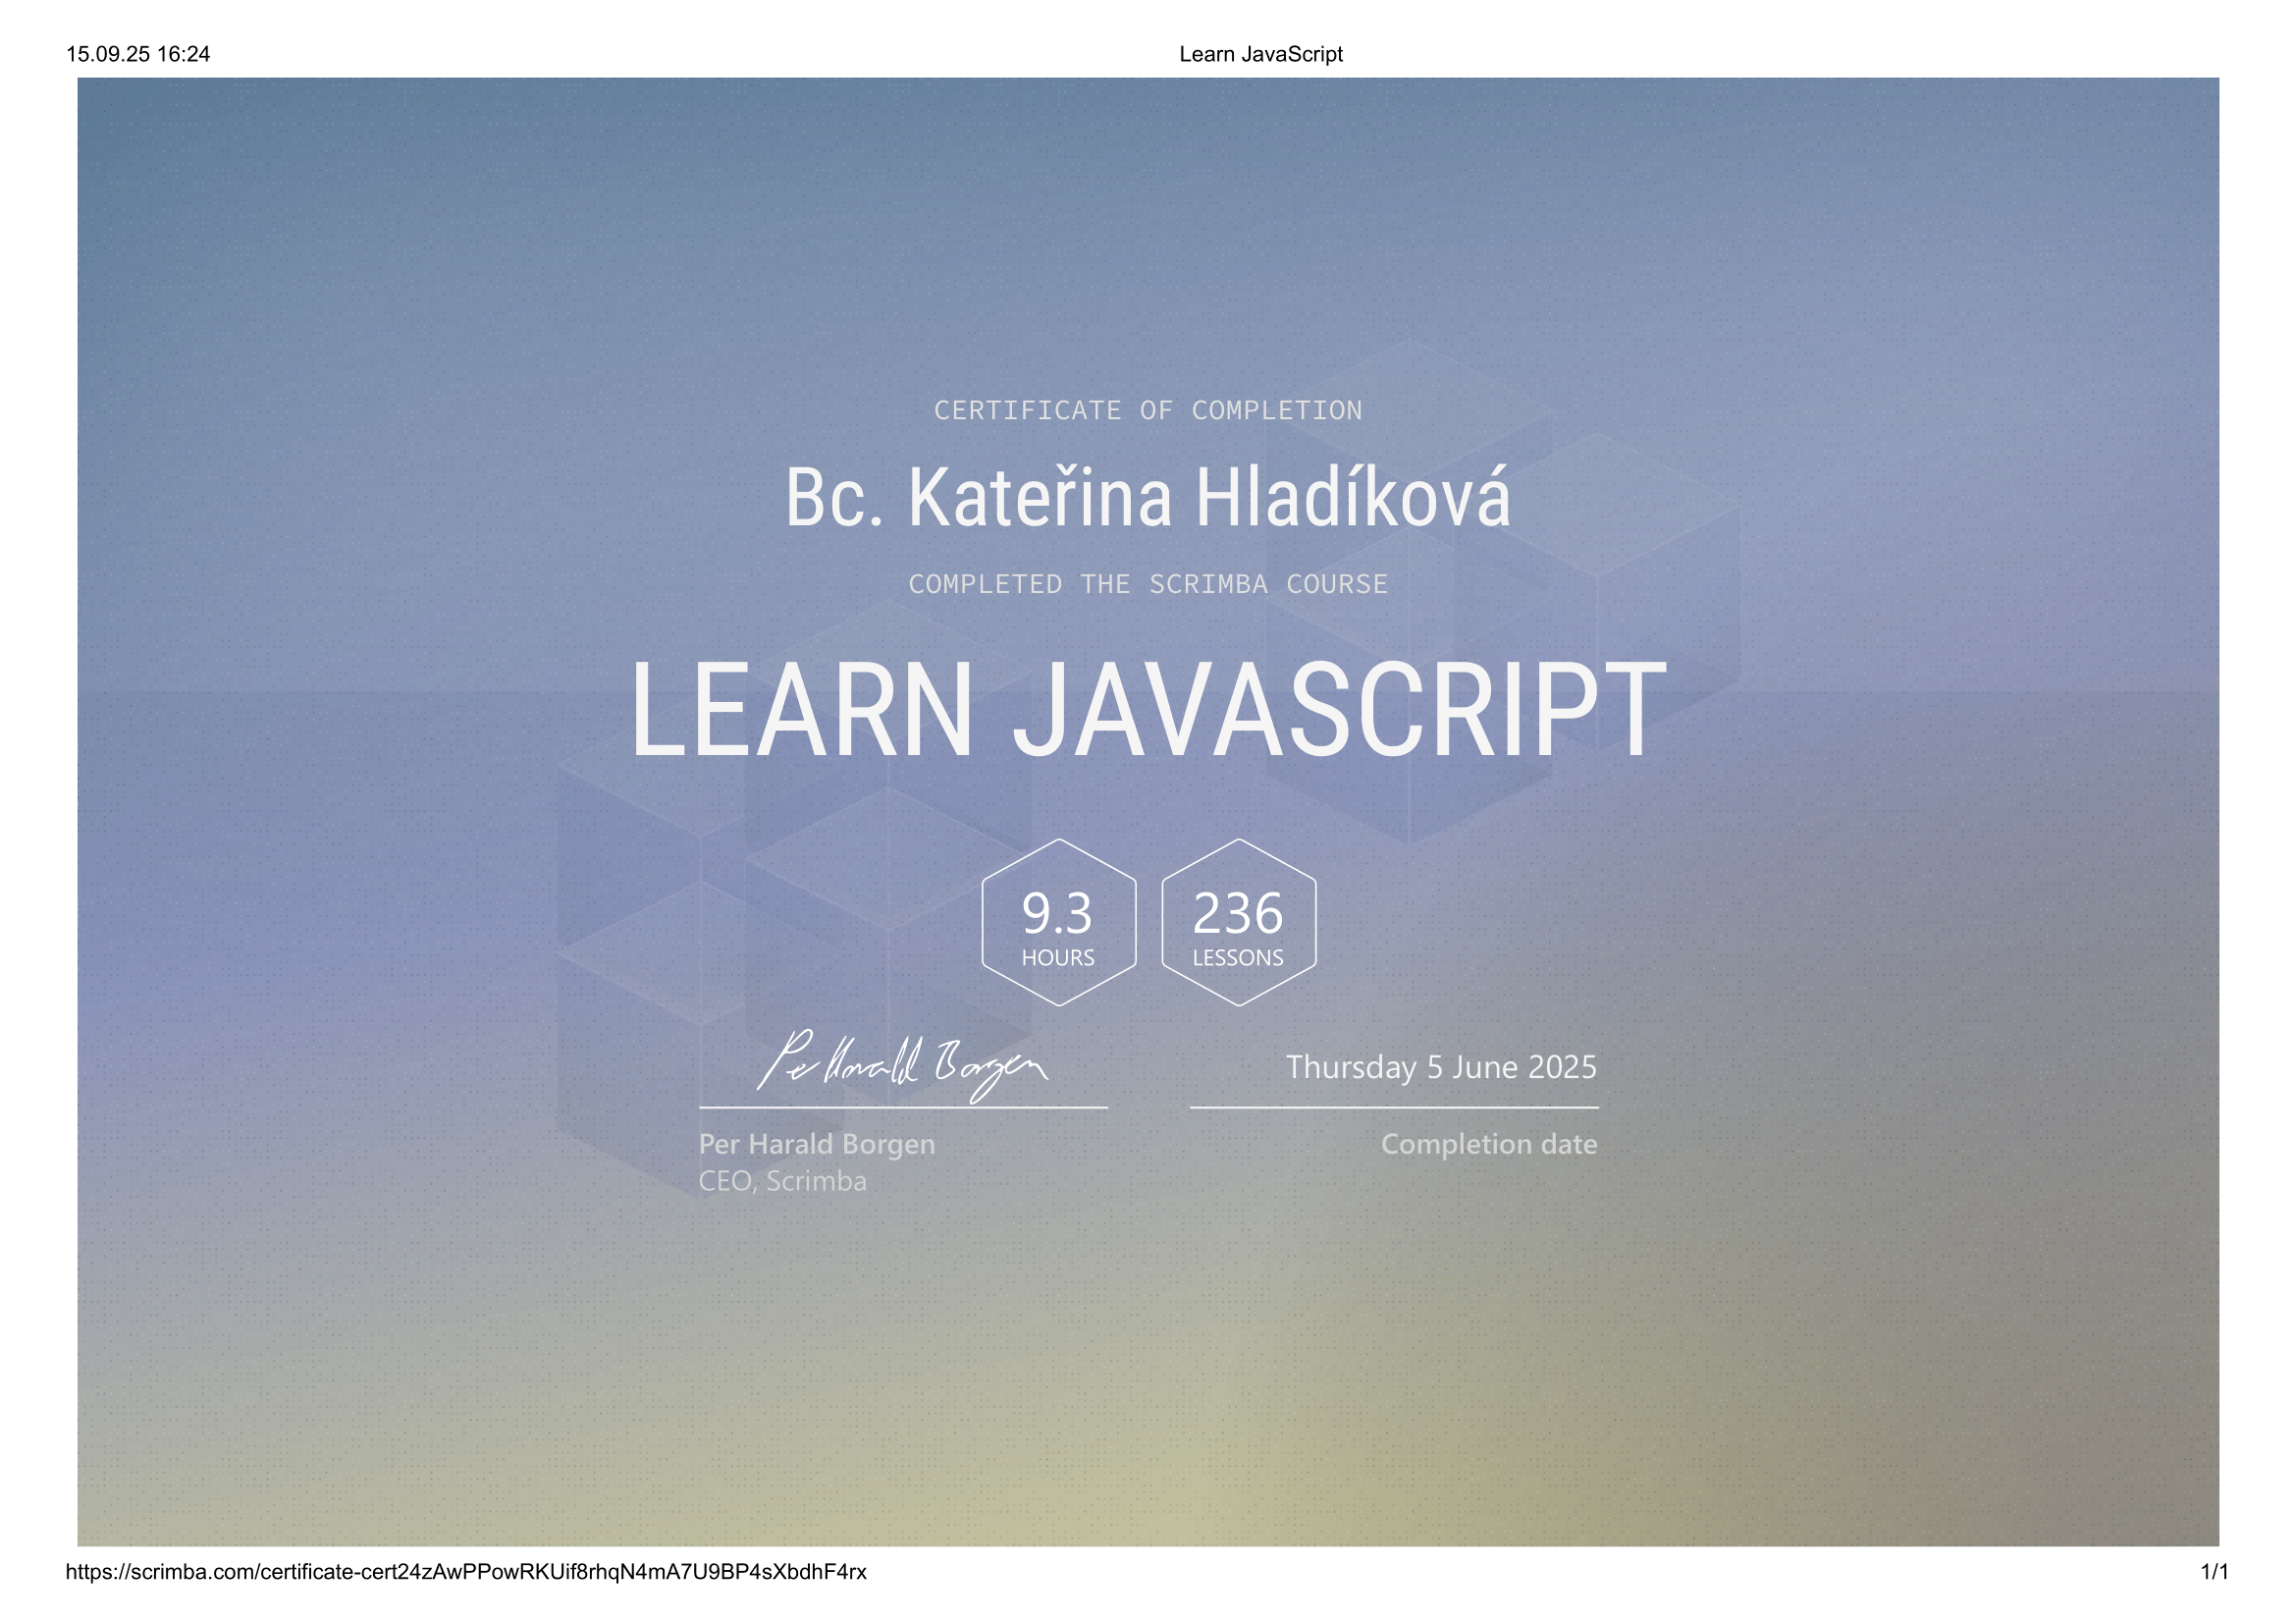 15.09.25 16:24
Learn JavaScript
CERTIFICATE OF COMPLETION
Bc. Kateřina Hladíková
COMPLETED THE SCRIMBA COURSE
LEARN JAVASCRIPT
9.3
HOURS
236
LESSONS
Per Harald Borgen
Thursday 5 June 2025
Per Harald Borgen
Completion date
CEO, Scrimba
https://scrimba.com/certificate-cert24zAwPPowRKUif8rhqN4mA7U9BP4sXbdhF4rx
1/1